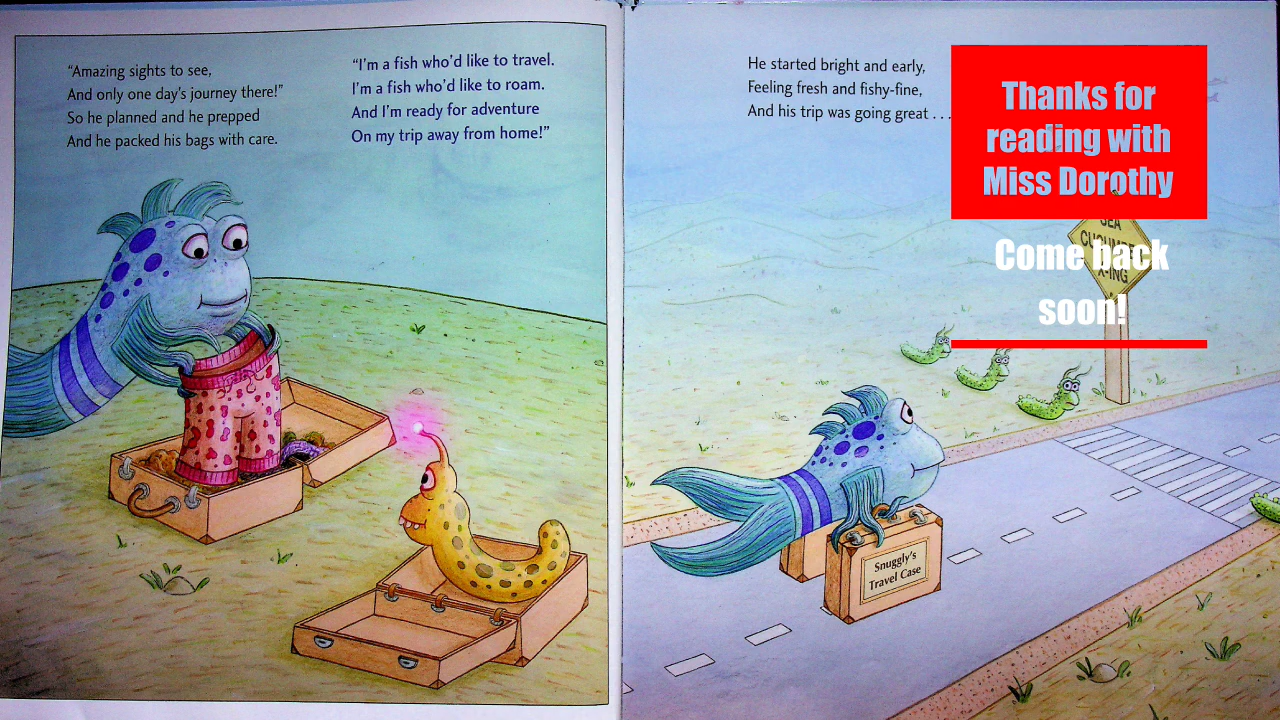 “Amazing sights to see,
And only one day’s journey there!”
So he planned and he prepped
And he packed his bags with care.
“I’m a fish who’d like to travel.
I’m a fish who’d like to roam.
And I’m ready for adventure
On my trip away from home!”
He started bright and early,
Feeling fresh and fishy-fine,
And his trip was going great . . .
Thanks for
reading with
Miss Dorothy
Come back
soon!
SEA
CUCUMBER
X-ING
Snuggly’s
Travel Case